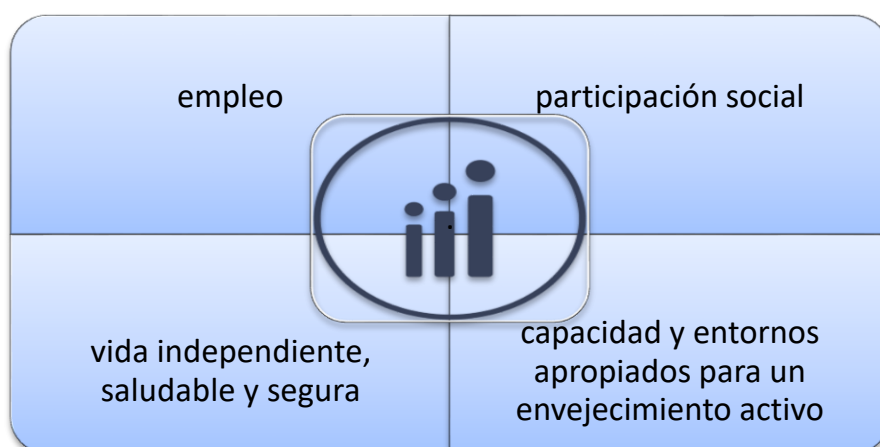 empleo
participación social
vida independiente,
saludable y segura
capacidad y entornos
apropiados para un
envejecimiento activo